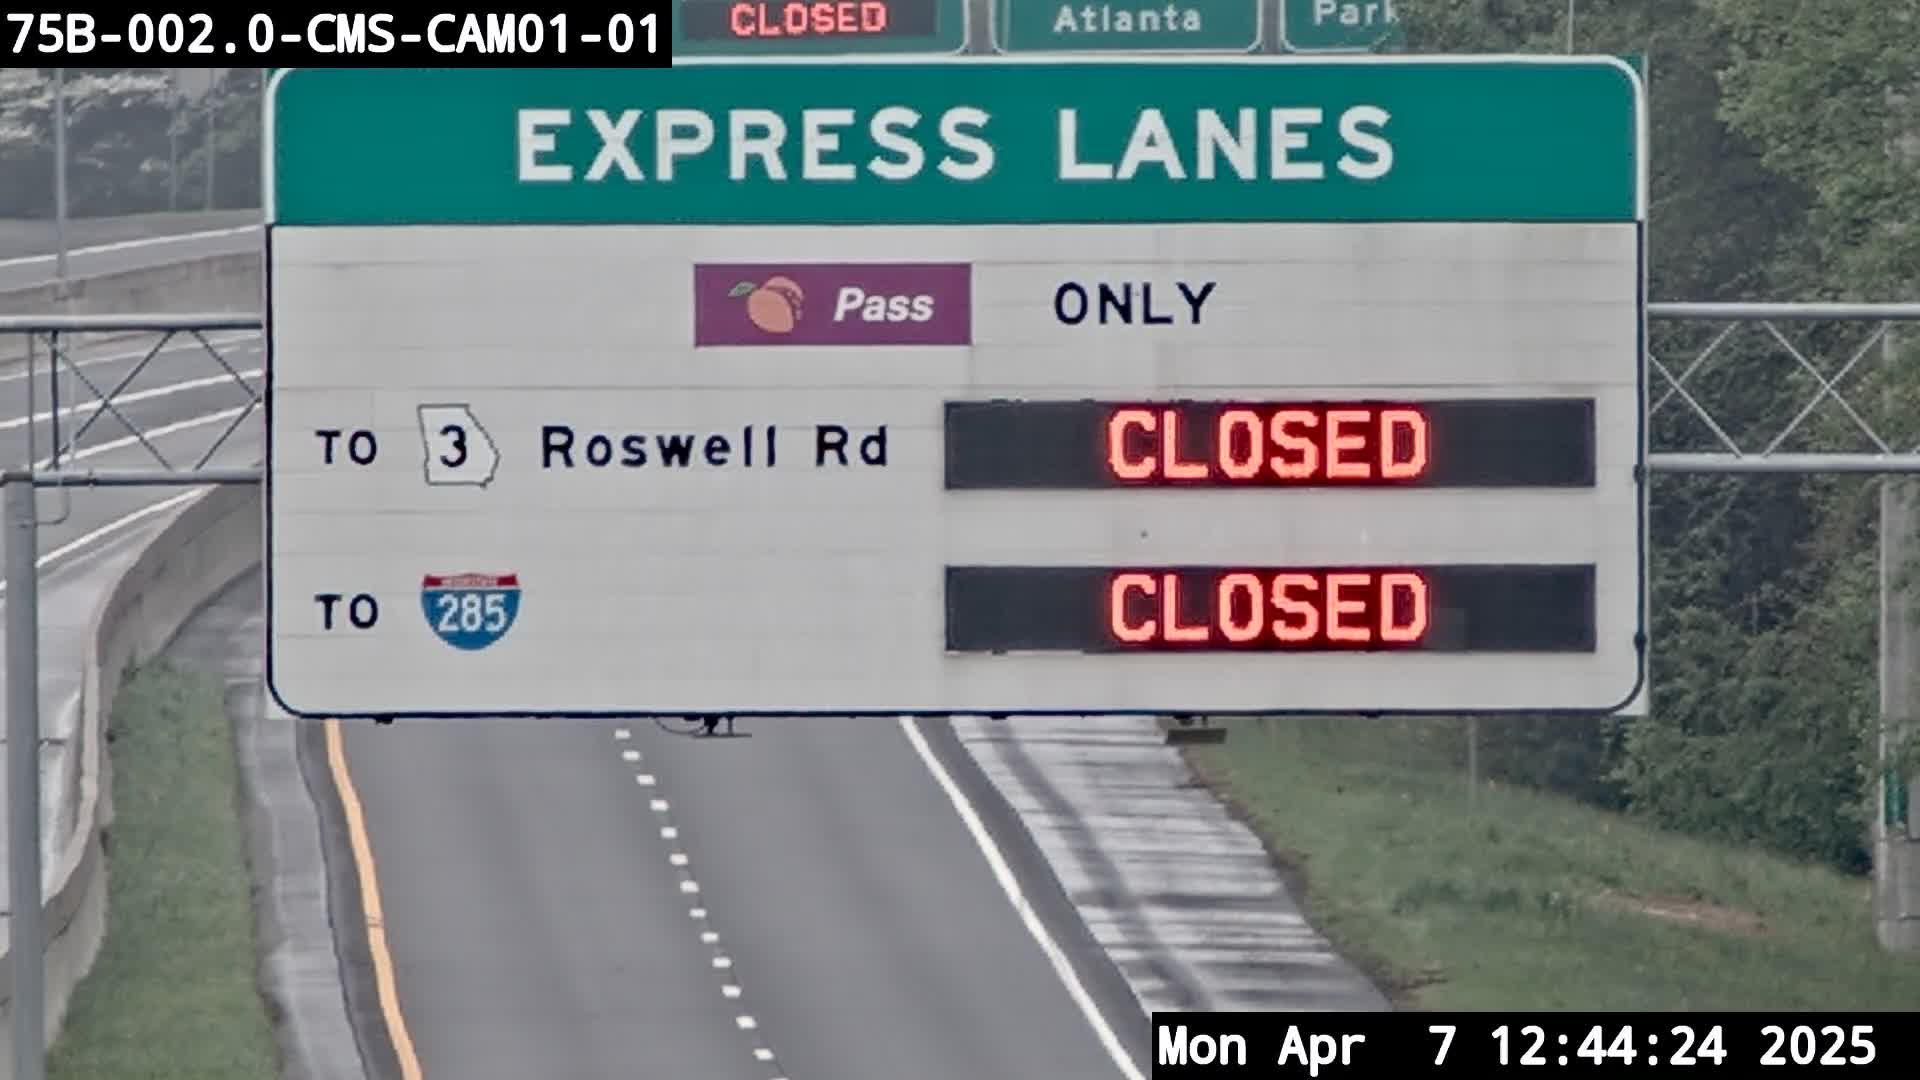 75B-002.0-CMS-CAM01-01
CLOSED
Atlanta
Park
EXPRESS LANES
Pass ONLY
TO 3 Roswell Rd CLOSED
INTERSTATE
TO 285 CLOSED
Mon Apr 7 12:44:24 2025